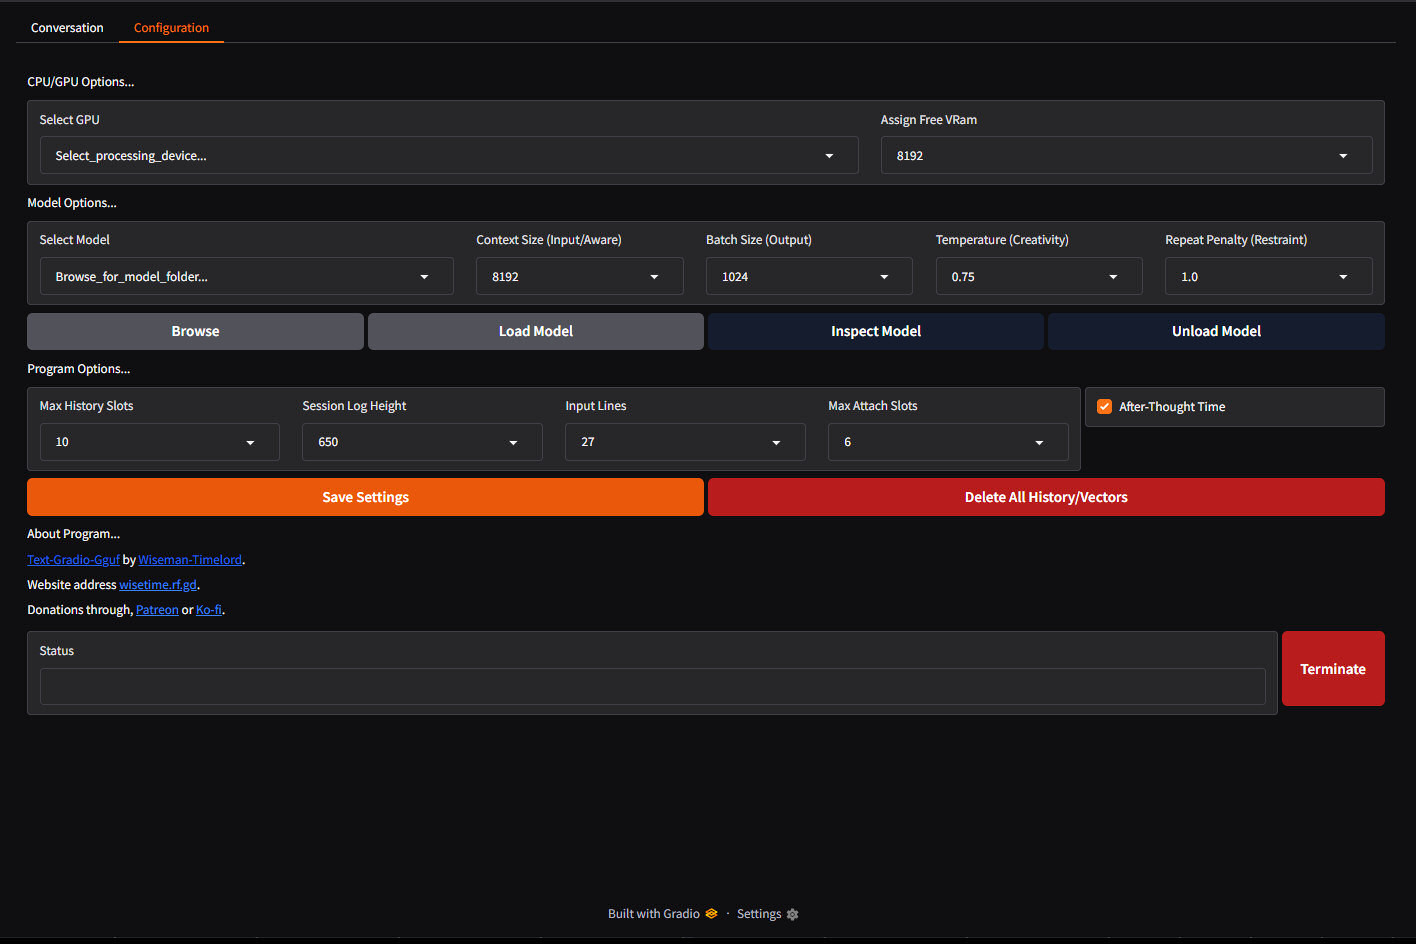 Conversation Configuration
CPU/GPU Options...
Select GPU Assign Free VRam
Select_processing_device... 8192
Model Options...
Select Model Context Size (Input/Aware) Batch Size (Output) Temperature (Creativity) Repeat Penalty (Restraint)
Browse_for_model_folder... 8192 1024 0.75 1.0
Browse Load Model Inspect Model Unload Model
Program Options...
Max History Slots Session Log Height Input Lines Max Attach Slots After-Thought Time
10 650 27 6
Save Settings Delete All History/Vectors
About Program...
Text-Gradio-Gguf by Wiseman-Timelord.
Website address wisetime.rf.gd.
Donations through, Patreon or Ko-fi.
Status
Terminate
Built with Gradio · Settings